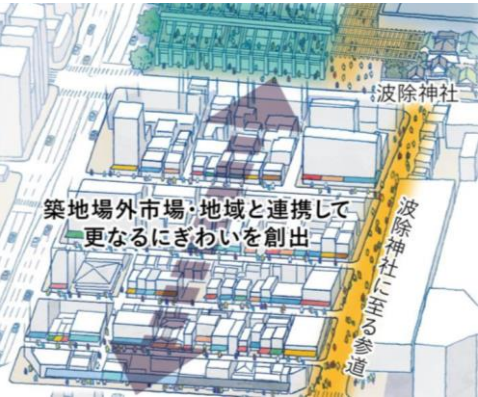 波除神社
築地場外市場・地域と連携して
更なるにぎわいを創出
波除神社に至る参道